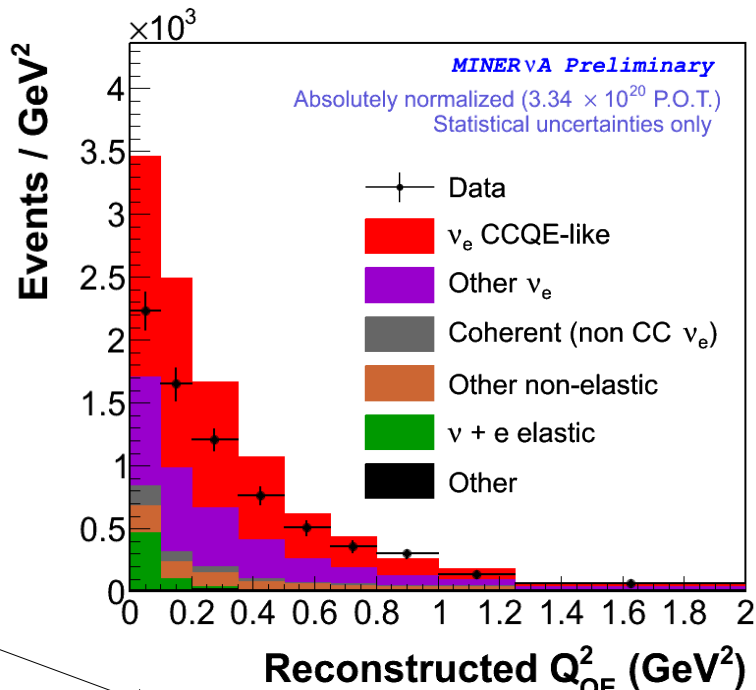 ×10³
Events / GeV²
4
3.5
3
2.5
2
1.5
1
0.5
0
MINERνA Preliminary
Absolutely normalized (3.34 × 10²⁰ P.O.T.)
Statistical uncertainties only
Data
νₑ CCQE-like
Other νₑ
Coherent (non CC νₑ)
Other non-elastic
ν + e elastic
Other
0 0.2 0.4 0.6 0.8 1 1.2 1.4 1.6 1.8 2
Reconstructed Q²_QE (GeV²)